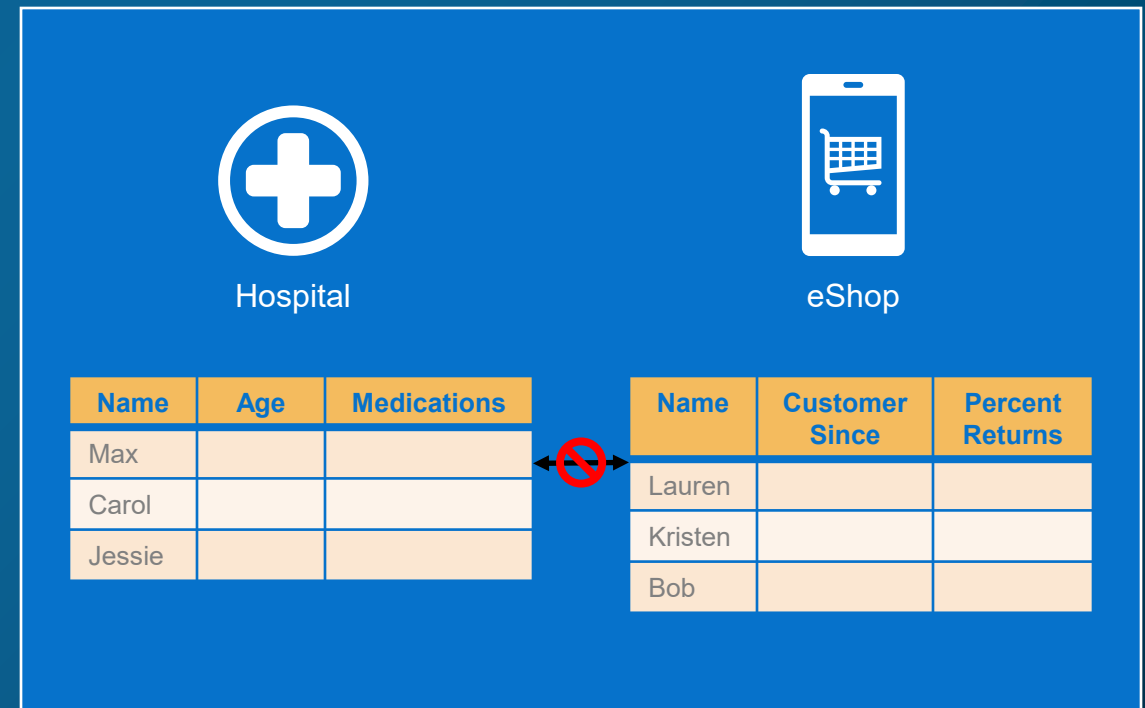 Hospital
eShop
Name Age Medications
Max
Carol
Jessie
Name Customer Since Percent Returns
Lauren
Kristen
Bob